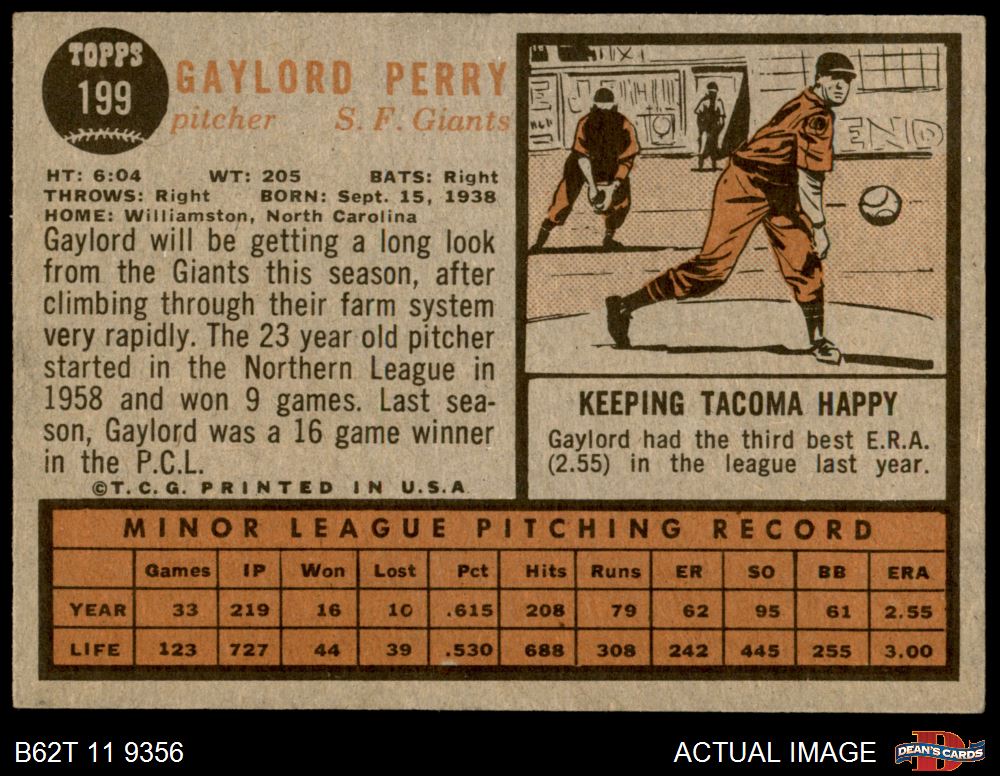 TOPPS
199
GAYLORD PERRY
pitcher S. F. Giants
HT: 6:04 WT: 205 BATS: Right
THROWS: Right BORN: Sept. 15, 1938
HOME: Williamston, North Carolina
Gaylord will be getting a long look
from the Giants this season, after
climbing through their farm system
very rapidly. The 23 year old pitcher
started in the Northern League in
1958 and won 9 games. Last sea-
son, Gaylord was a 16 game winner
in the P.C.L.
©T.C.G. PRINTED IN U.S.A.
END
KEEPING TACOMA HAPPY
Gaylord had the third best E.R.A.
(2.55) in the league last year.
MINOR LEAGUE PITCHING RECORD
Games IP Won Lost Pct Hits Runs ER SO BB ERA
YEAR 33 219 16 10 .615 208 79 62 95 61 2.55
LIFE 123 727 44 39 .530 688 308 242 445 255 3.00
B62T 11 9356 ACTUAL IMAGE DEAN'S CARDS